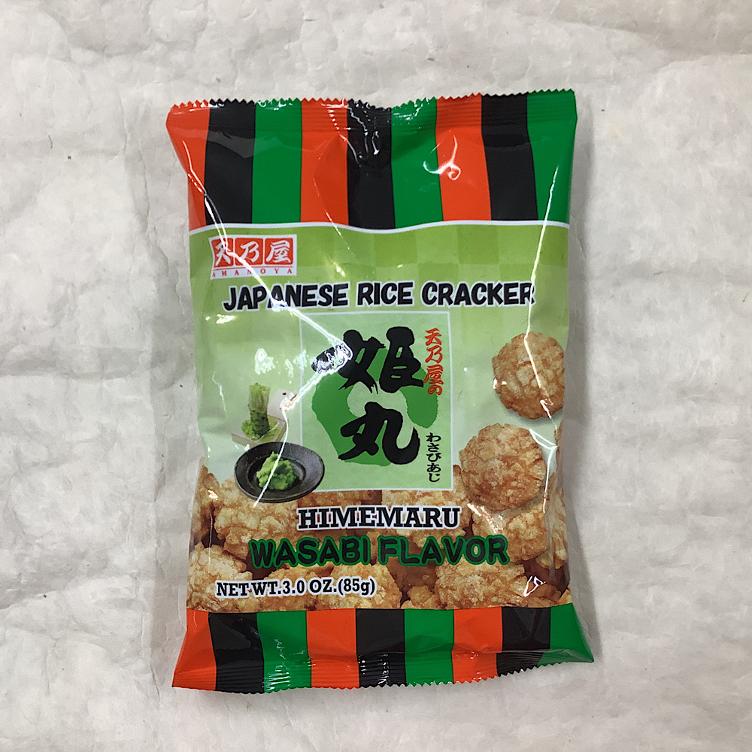 天乃屋
AMANOYA
JAPANESE RICE CRACKER
天乃屋の
姫丸
わさびあじ
HIMEMARU
WASABI FLAVOR
NET WT. 3.0 OZ. (85g)